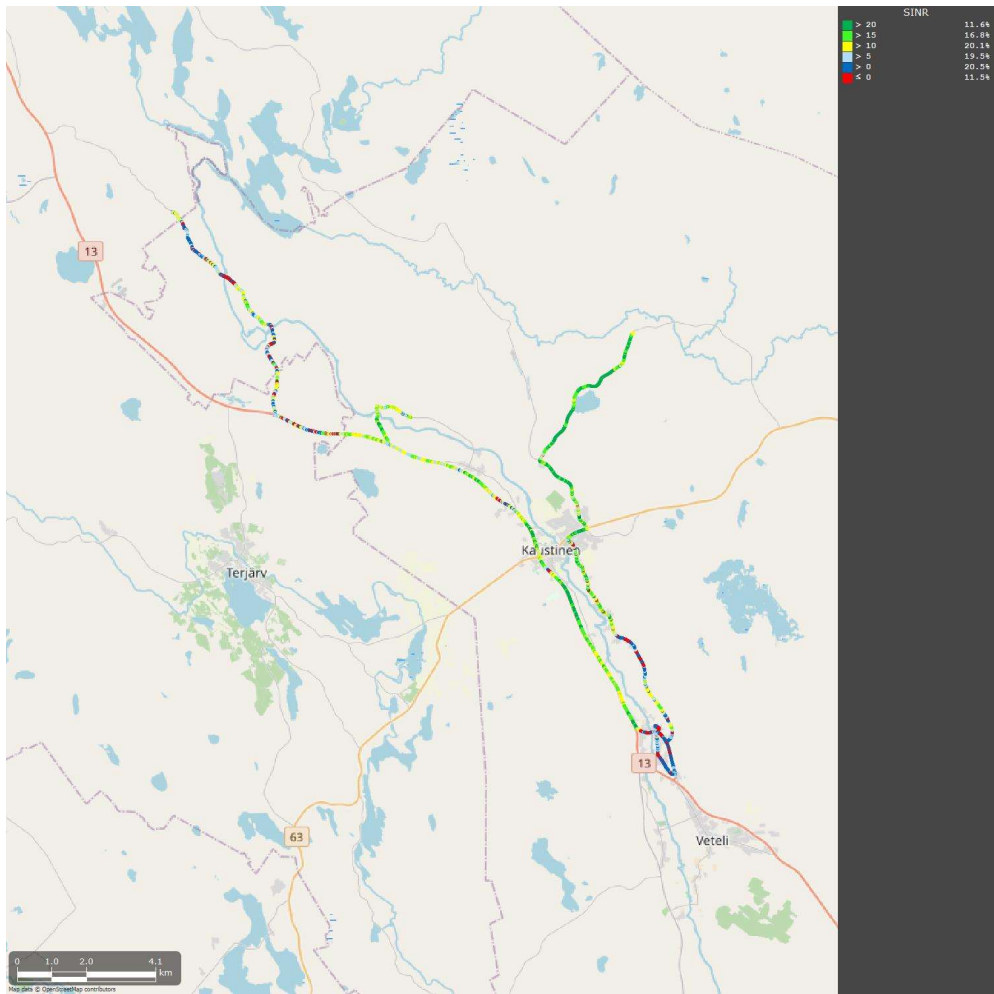 SINR
> 20 11.6%
> 15 16.8%
> 10 20.1%
> 5 19.5%
> 0 20.5%
≤ 0 11.5%
13
Kaustinen
Terjärv
13
63
Veteli
0 1.0 2.0 4.1
km
Map data © OpenStreetMap contributors